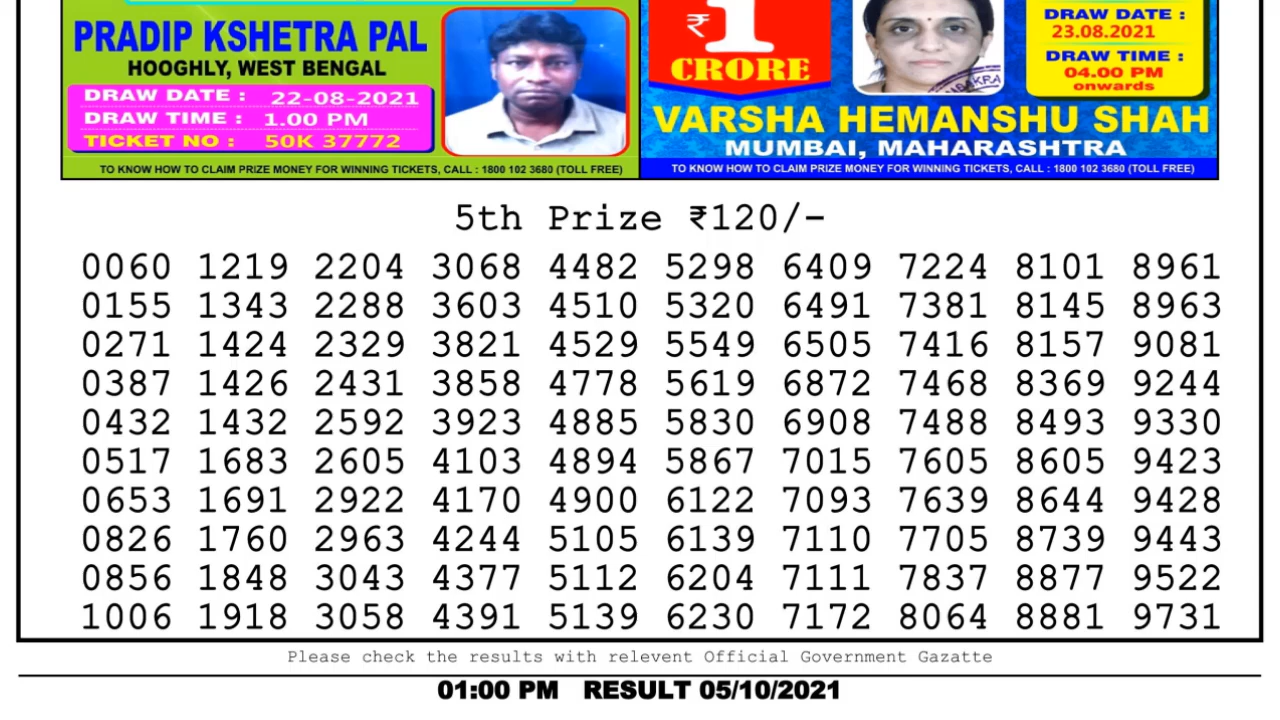 PRADIP KSHETRA PAL
HOOGHLY, WEST BENGAL
DRAW DATE : 22-08-2021
DRAW TIME : 1.00 PM
TICKET NO : 50K 37772
TO KNOW HOW TO CLAIM PRIZE MONEY FOR WINNING TICKETS, CALL : 1800 102 3680 (TOLL FREE)
₹1
CRORE
DRAW DATE :
23.08.2021
DRAW TIME :
04.00 PM
onwards
VARSHA HEMANSHU SHAH
MUMBAI, MAHARASHTRA
TO KNOW HOW TO CLAIM PRIZE MONEY FOR WINNING TICKETS, CALL : 1800 102 3680 (TOLL FREE)
5th Prize ₹120/-
0060 1219 2204 3068 4482 5298 6409 7224 8101 8961
0155 1343 2288 3603 4510 5320 6491 7381 8145 8963
0271 1424 2329 3821 4529 5549 6505 7416 8157 9081
0387 1426 2431 3858 4778 5619 6872 7468 8369 9244
0432 1432 2592 3923 4885 5830 6908 7488 8493 9330
0517 1683 2605 4103 4894 5867 7015 7605 8605 9423
0653 1691 2922 4170 4900 6122 7093 7639 8644 9428
0826 1760 2963 4244 5105 6139 7110 7705 8739 9443
0856 1848 3043 4377 5112 6204 7111 7837 8877 9522
1006 1918 3058 4391 5139 6230 7172 8064 8881 9731
Please check the results with relevent Official Government Gazatte
01:00 PM RESULT 05/10/2021